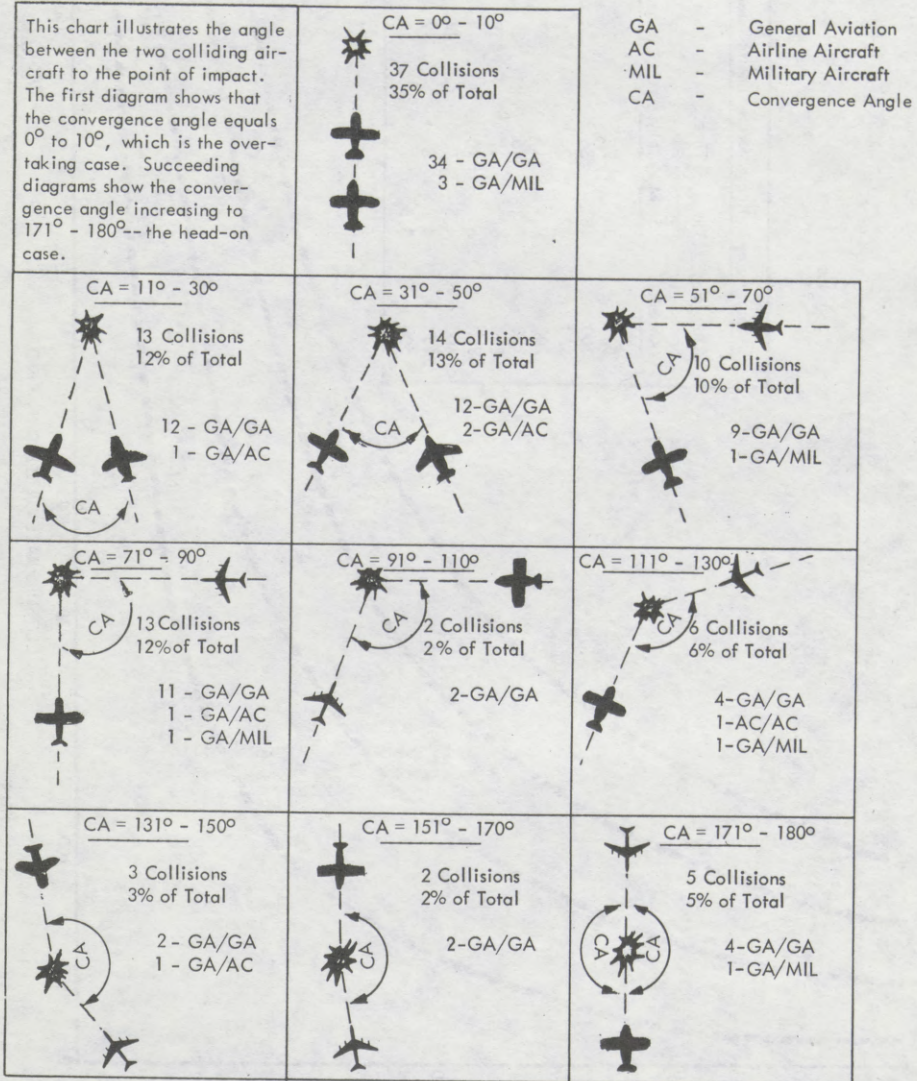 This chart illustrates the angle
between the two colliding air-
craft to the point of impact.
The first diagram shows that
the convergence angle equals
0° to 10°, which is the over-
taking case. Succeeding
diagrams show the conver-
gence angle increasing to
171° - 180°--the head-on
case.
CA = 0° - 10°
37 Collisions
35% of Total
34 - GA/GA
3 - GA/MIL
GA - General Aviation
AC - Airline Aircraft
MIL - Military Aircraft
CA - Convergence Angle
CA = 11° - 30°
13 Collisions
12% of Total
12 - GA/GA
1 - GA/AC
CA
CA = 31° - 50°
14 Collisions
13% of Total
12-GA/GA
2-GA/AC
CA
CA = 51° - 70°
CA
10 Collisions
10% of Total
9-GA/GA
1-GA/MIL
CA = 71° - 90°
CA
13 Collisions
12% of Total
11 - GA/GA
1 - GA/AC
1 - GA/MIL
CA = 91° - 110°
CA
2 Collisions
2% of Total
2-GA/GA
CA = 111° - 130°
CA
6 Collisions
6% of Total
4-GA/GA
1-AC/AC
1-GA/MIL
CA = 131° - 150°
3 Collisions
3% of Total
2 - GA/GA
1 - GA/AC
CA
CA = 151° - 170°
2 Collisions
2% of Total
2-GA/GA
CA
CA = 171° - 180°
5 Collisions
5% of Total
CA CA
4-GA/GA
1-GA/MIL